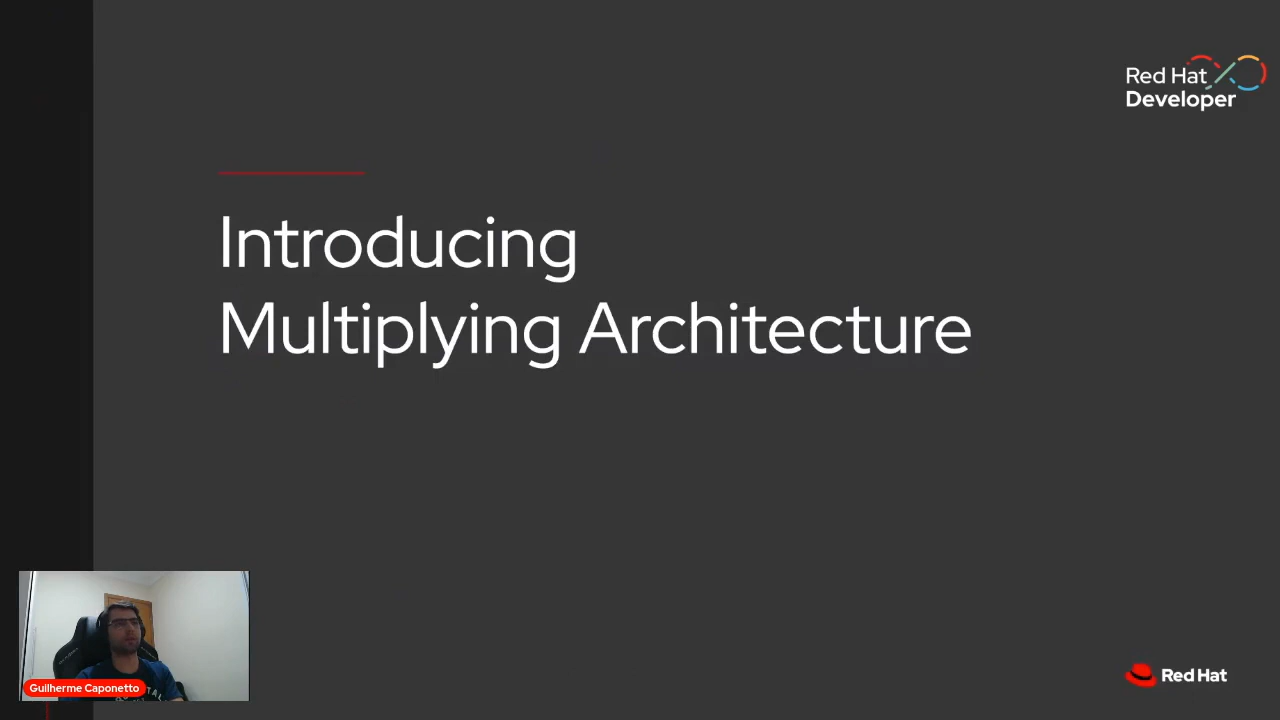 Red Hat
Developer
Introducing
Multiplying Architecture
Guilherme Caponetto
Red Hat